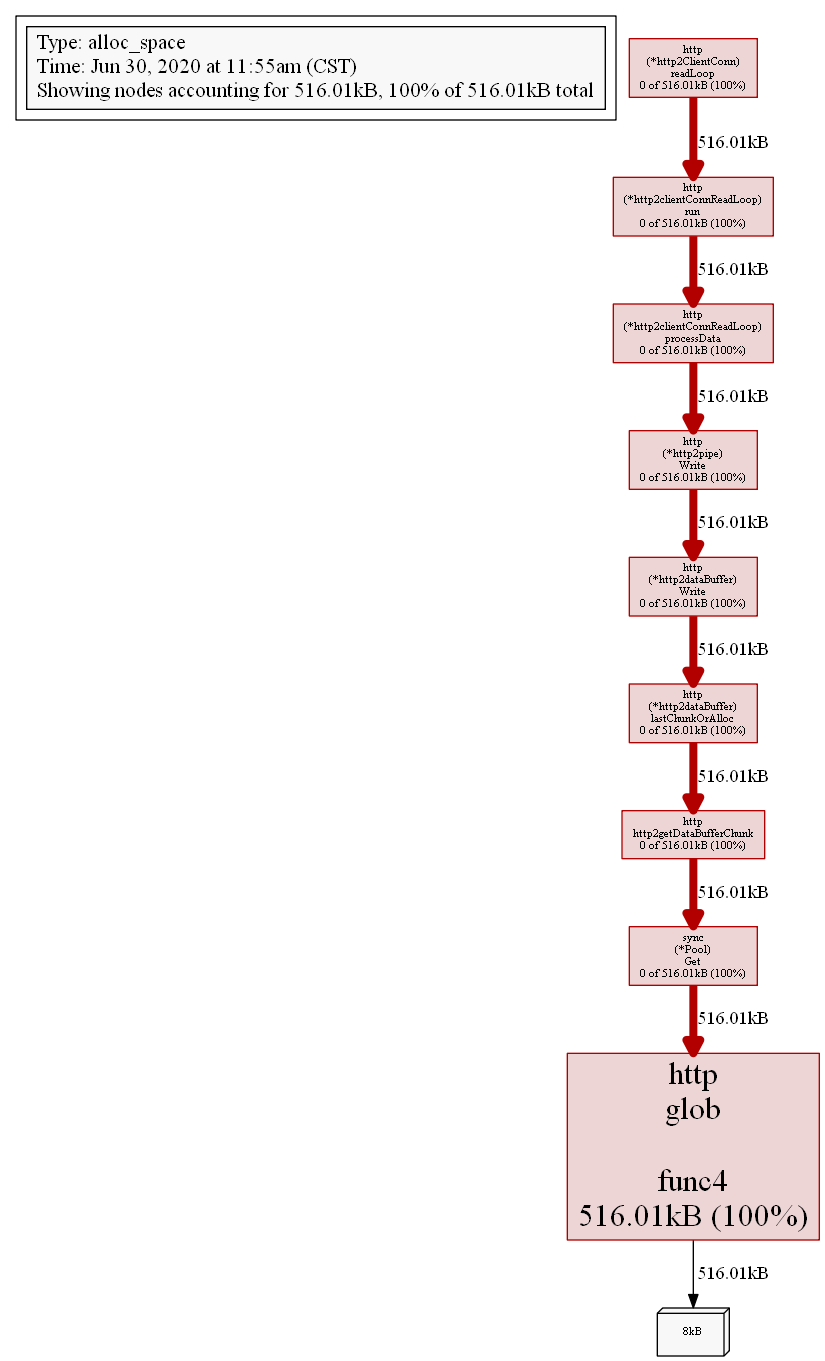 Type: alloc_space
Time: Jun 30, 2020 at 11:55am (CST)
Showing nodes accounting for 516.01kB, 100% of 516.01kB total
http
(*http2ClientConn)
readLoop
0 of 516.01kB (100%)
516.01kB
http
(*http2clientConnReadLoop)
run
0 of 516.01kB (100%)
516.01kB
http
(*http2clientConnReadLoop)
processData
0 of 516.01kB (100%)
516.01kB
http
(*http2pipe)
Write
0 of 516.01kB (100%)
516.01kB
http
(*http2dataBuffer)
Write
0 of 516.01kB (100%)
516.01kB
http
(*http2dataBuffer)
lastChunkOrAlloc
0 of 516.01kB (100%)
516.01kB
http
http2getDataBufferChunk
0 of 516.01kB (100%)
516.01kB
sync
(*Pool)
Get
0 of 516.01kB (100%)
516.01kB
http
glob
func4
516.01kB (100%)
516.01kB
8kB